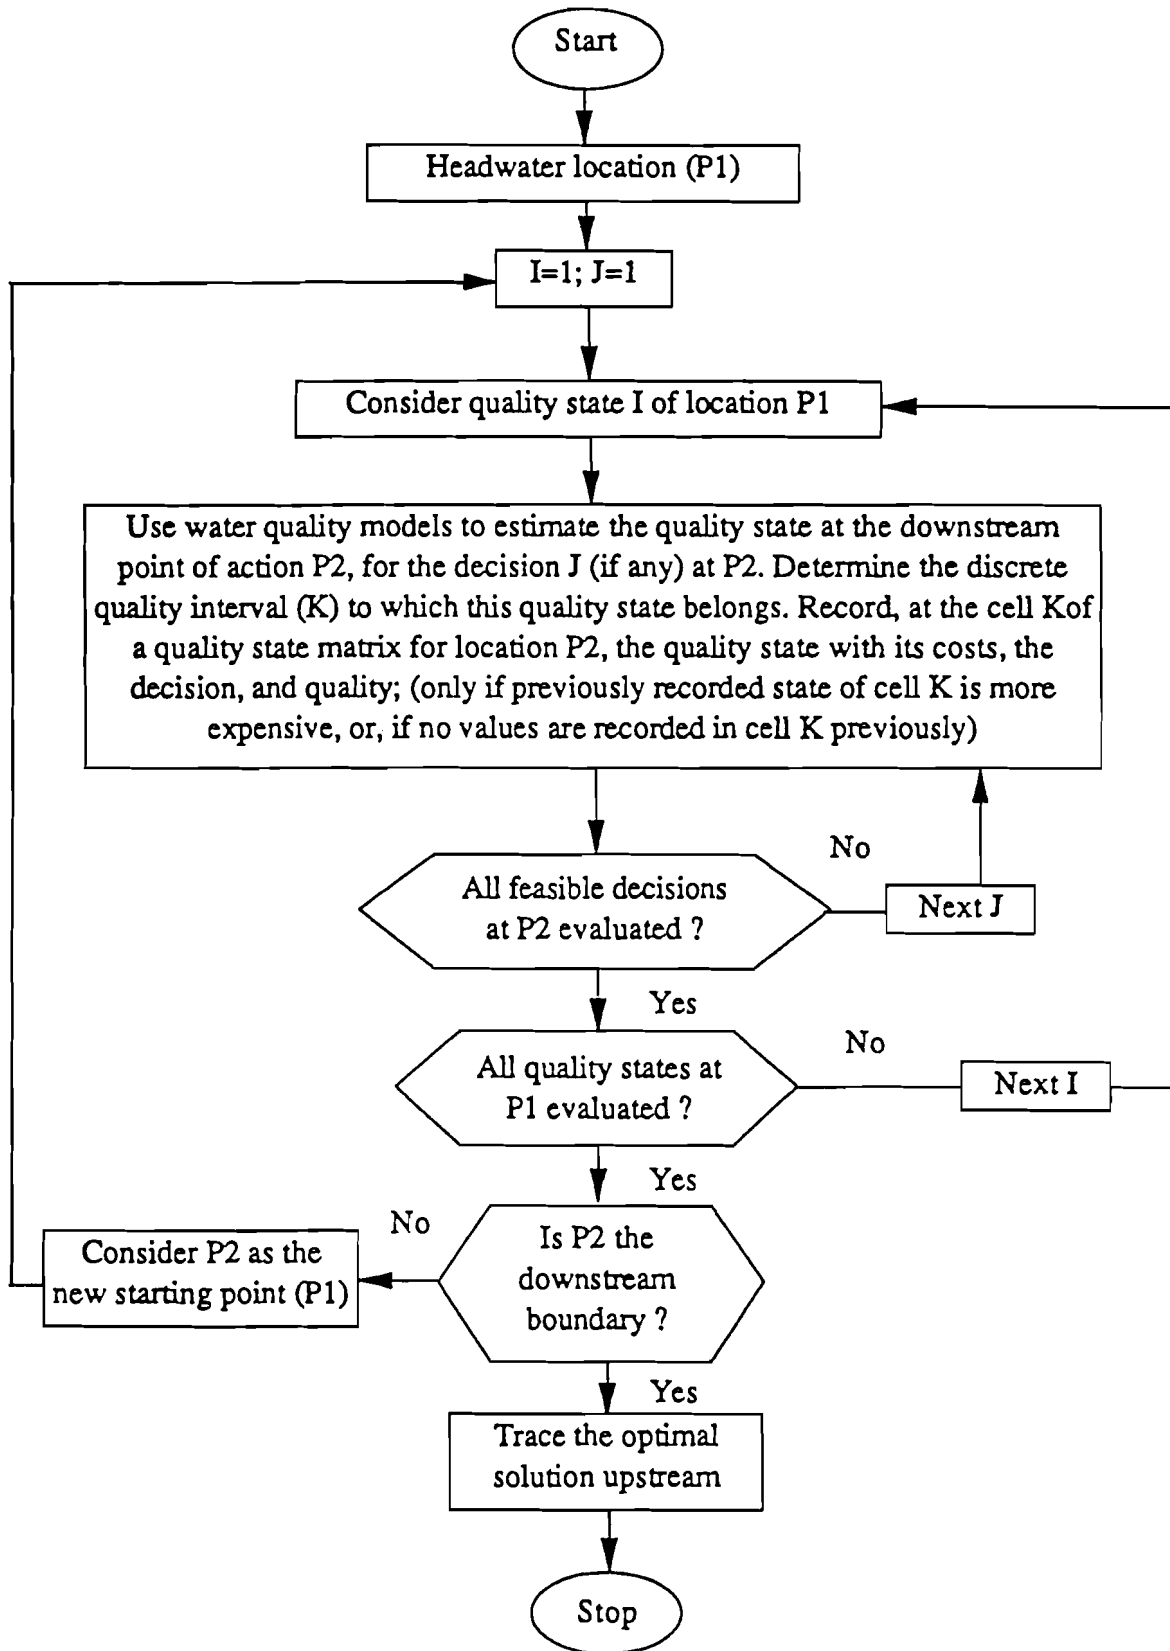 Start
Headwater location (P1)
I=1; J=1
Consider quality state I of location P1
Use water quality models to estimate the quality state at the downstream
point of action P2, for the decision J (if any) at P2. Determine the discrete
quality interval (K) to which this quality state belongs. Record, at the cell Kof
a quality state matrix for location P2, the quality state with its costs, the
decision, and quality; (only if previously recorded state of cell K is more
expensive, or, if no values are recorded in cell K previously)
All feasible decisions
at P2 evaluated ?
No
Next J
Yes
All quality states at
P1 evaluated ?
No
Next I
Yes
Is P2 the
downstream
boundary ?
No
Consider P2 as the
new starting point (P1)
Yes
Trace the optimal
solution upstream
Stop